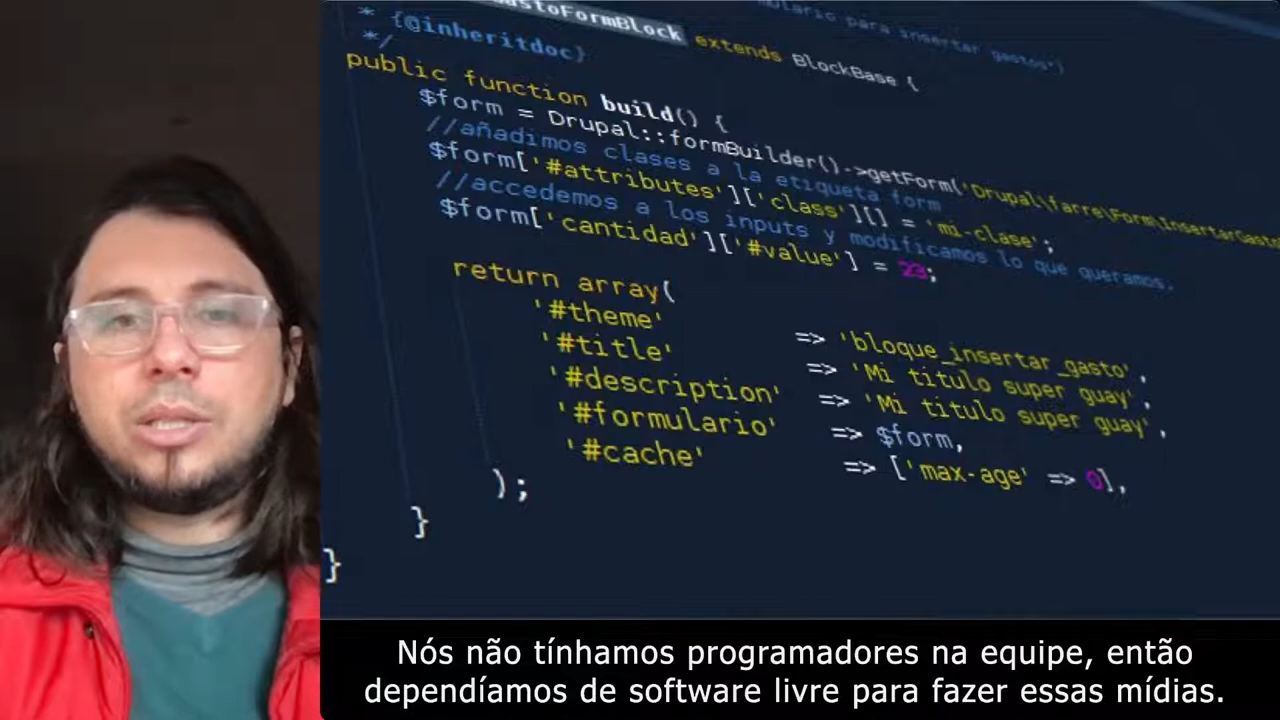 astoFormBlock extends BlockBase {
* {@inheritdoc}
*/
public function build() {
$form = Drupal::formBuilder()->getForm('Drupal\farre\Form\InsertarGasto
//añadimos clases a la etiqueta form
$form['#attributes']['class'][] = 'mi-clase';
//accedemos a los inputs y modificamos lo que queramos,
$form['cantidad']['#value'] = 23;
return array(
'#theme' => 'bloque_insertar_gasto',
'#title' => 'Mi titulo super guay',
'#description' => 'Mi titulo super guay',
'#formulario' => $form,
'#cache' => ['max-age' => 0],
);
}
}
Nós não tínhamos programadores na equipe, então
dependíamos de software livre para fazer essas mídias.